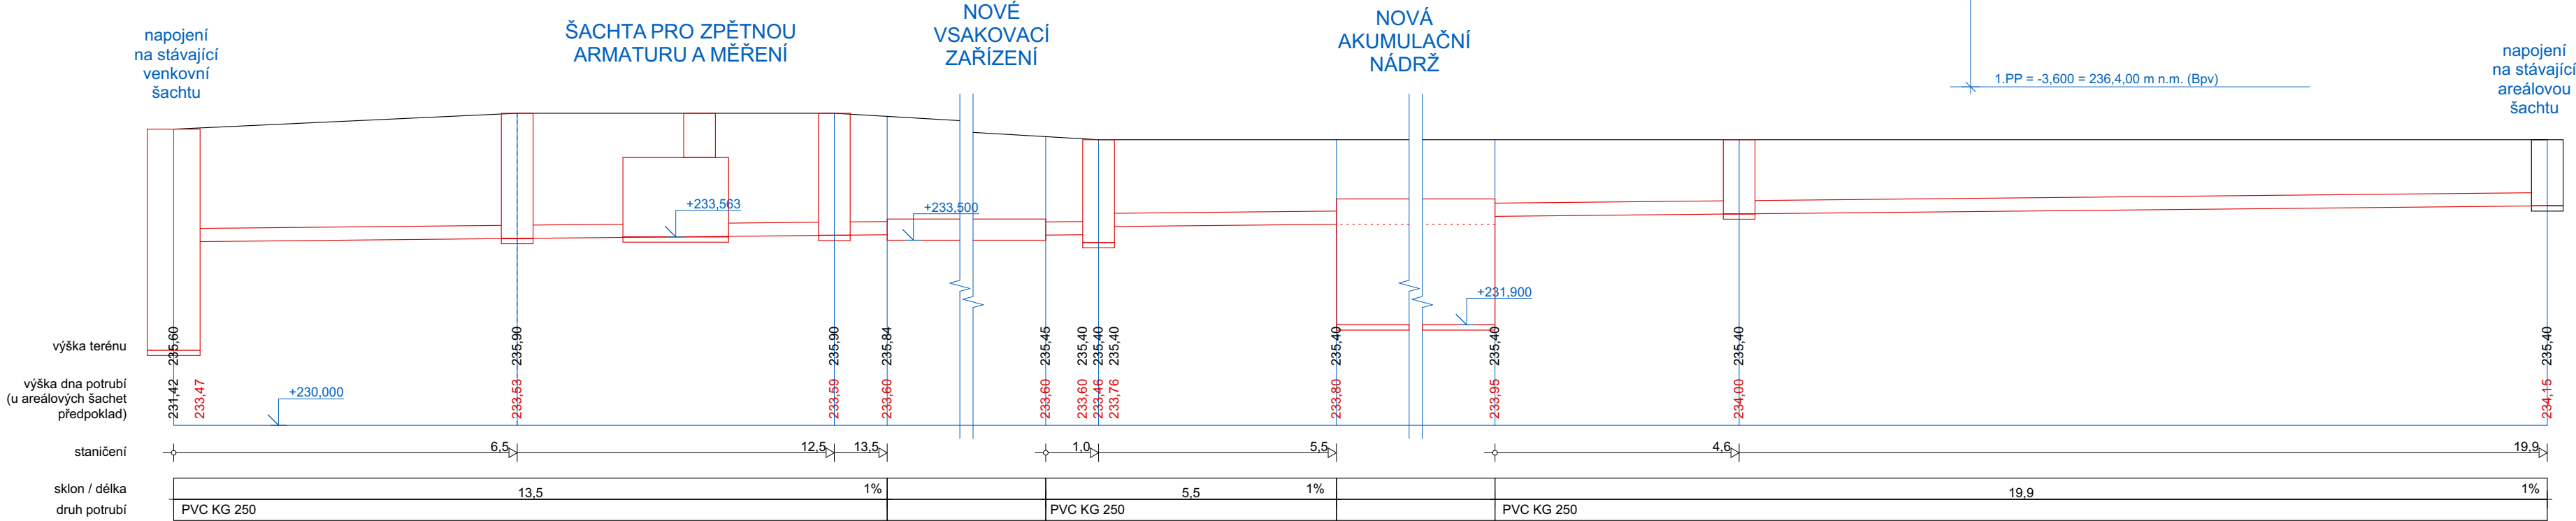 napojení
na stávající
venkovní
šachtu
ŠACHTA PRO ZPĚTNOU
ARMATURU A MĚŘENÍ
NOVÉ
VSAKOVACÍ
ZAŘÍZENÍ
NOVÁ
AKUMULAČNÍ
NÁDRŽ
1.PP = -3,600 = 236,4,00 m n.m. (Bpv)
napojení
na stávající
areálovou
šachtu
+233,563
+233,500
+231,900
výška terénu
235,60
235,90
235,90
235,84
235,45
235,40
235,40
235,40
235,40
235,40
235,40
235,40
výška dna potrubí
(u areálových šachet
předpoklad)
231,42
233,47
+230,000
233,53
233,59
233,60
233,60
233,60
233,46
233,76
233,80
233,95
234,00
234,15
staničení
6,5
12,5
13,5
1,0
5,5
4,6
19,9
sklon / délka
13,5
1%
5,5
1%
19,9
1%
druh potrubí
PVC KG 250
PVC KG 250
PVC KG 250